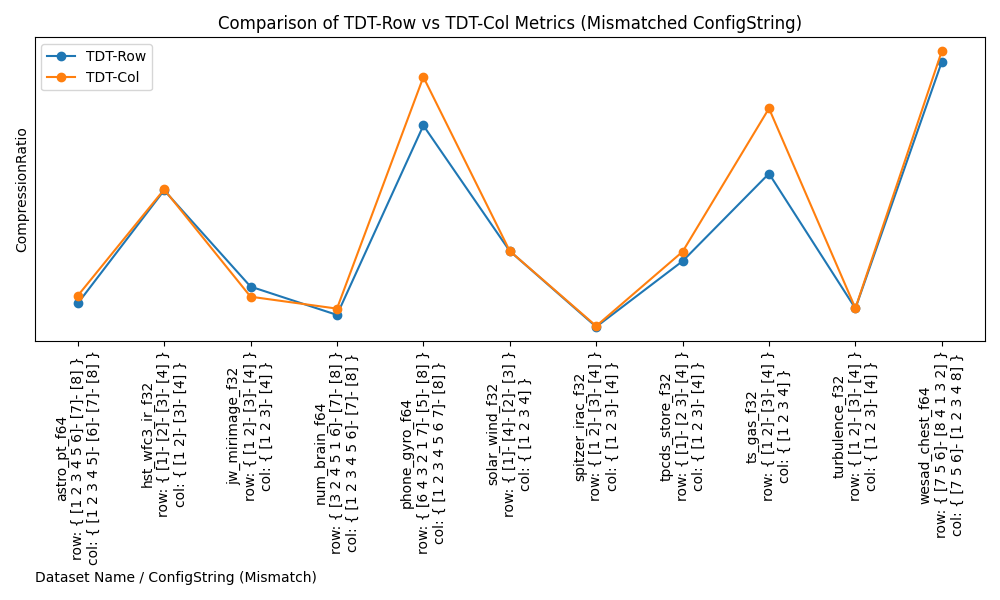 Comparison of TDT-Row vs TDT-Col Metrics (Mismatched ConfigString)
TDT-Row
TDT-Col
CompressionRatio
astro_pt_f64
row: { [1 2 3 4 5 6]- [7]- [8] }
col: { [1 2 3 4 5]- [6]- [7]- [8] }
hst_wfc3_ir_f32
row: { [1]- [2]- [3]- [4] }
col: { [1 2]- [3]- [4] }
jw_mirimage_f32
row: { [1 2]- [3]- [4] }
col: { [1 2 3]- [4] }
num_brain_f64
row: { [3 2 4 5 1 6]- [7]- [8] }
col: { [1 2 3 4 5 6]- [7]- [8] }
phone_gyro_f64
row: { [6 4 3 2 1 7]- [5]- [8] }
col: { [1 2 3 4 5 6 7]- [8] }
solar_wind_f32
row: { [1]- [4]- [2]- [3] }
col: { [1 2 3 4] }
spitzer_irac_f32
row: { [1 2]- [3]- [4] }
col: { [1 2 3]- [4] }
tpcds_store_f32
row: { [1]- [2 3]- [4] }
col: { [1 2 3]- [4] }
ts_gas_f32
row: { [1 2]- [3]- [4] }
col: { [1 2 3 4] }
turbulence_f32
row: { [1 2]- [3]- [4] }
col: { [1 2 3]- [4] }
wesad_chest_f64
row: { [7 5 6]- [8 4 1 3 2] }
col: { [7 5 6]- [1 2 3 4 8] }
Dataset Name / ConfigString (Mismatch)